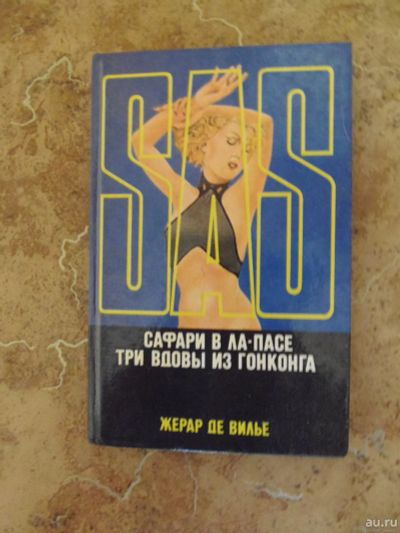 SAS
САФАРИ В ЛА-ПАСЕ
ТРИ ВДОВЫ ИЗ ГОНКОНГА
ЖЕРАР ДЕ ВИЛЬЕ
au.ru